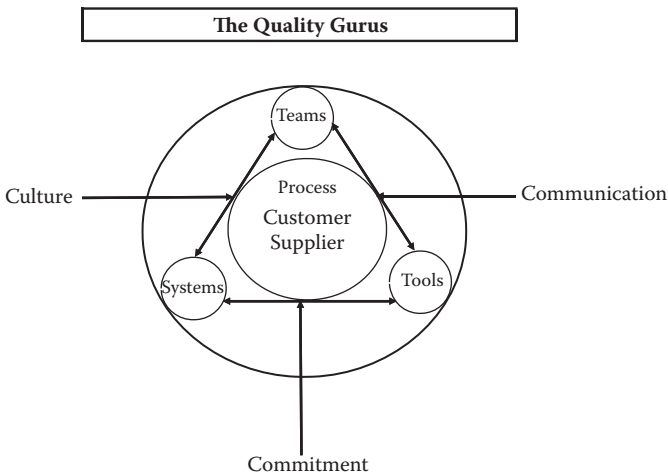 The Quality Gurus
Teams
Culture
Process
Communication
Customer
Supplier
Systems
Tools
Commitment